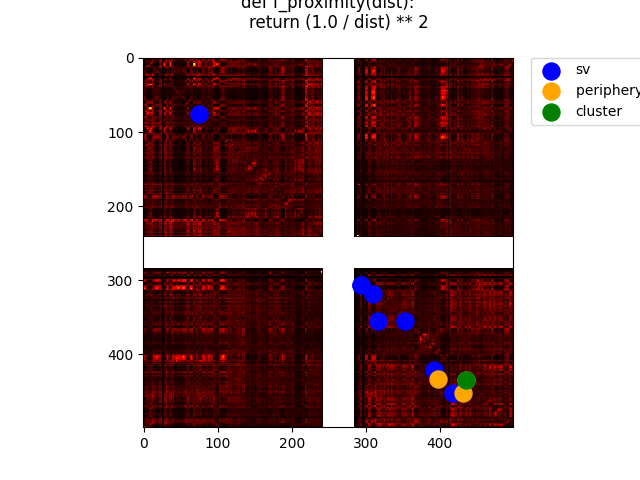 def f_proximity(dist):
return (1.0 / dist) ** 2
0
100
200
300
400
0
100
200
300
400
sv
periphery
cluster